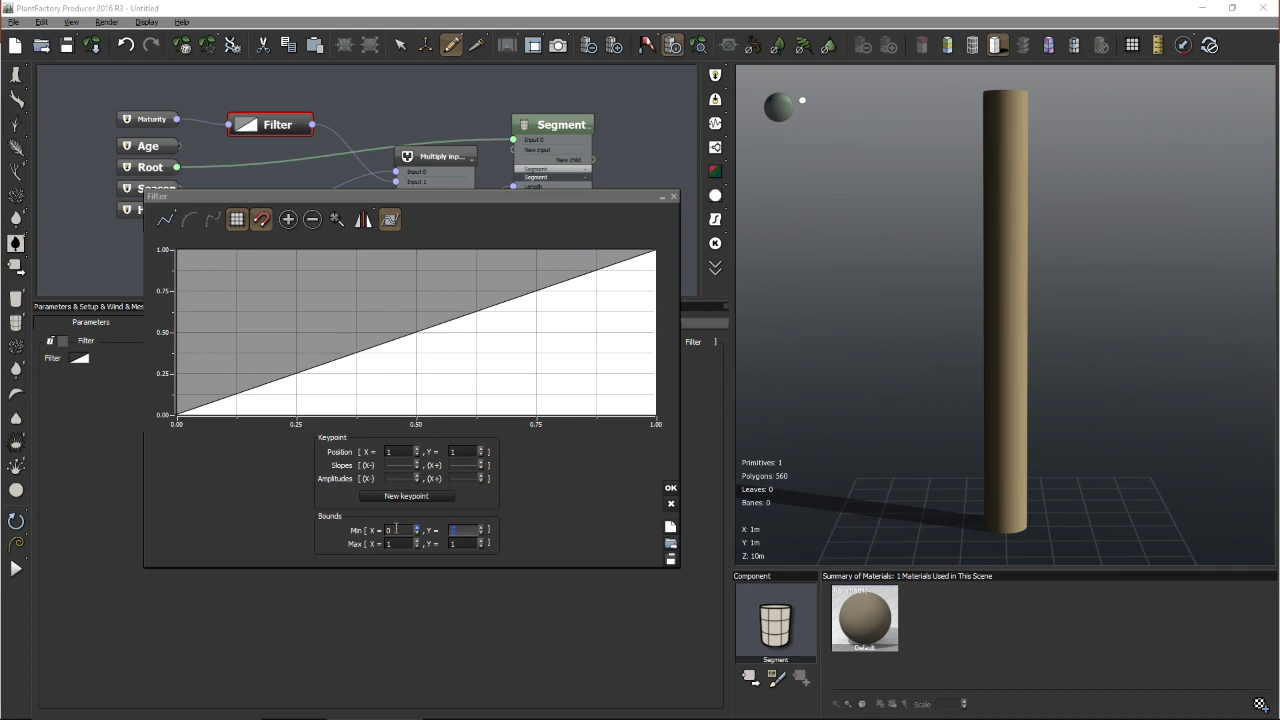 PlantFactory Producer 2016 R3 - Untitled
File Edit View Render Display Help
Maturity
Filter
Segment
Age
Input 0
New input
New child
Root
Multiply inp...
Segment
Input 0
Segment
Input 1
Length
Filter
1.00
0.75
0.50
0.25
0.00
0.00 0.25 0.50 0.75 1.00
Parameters & Setup & Wind & Mes
Parameters
Filter
Filter ]
Filter
Keypoint
Position [ X = 1 , Y = 1 ]
Slopes [ (X-) , (X+) ]
Amplitudes [ (X-) , (X+) ]
New keypoint
Bounds
Min [ X = 0 , Y = ]
Max [ X = 1 , Y = 1 ]
OK
Primitives: 1
Polygons: 560
Leaves: 0
Bones: 0
X: 1m
Y: 1m
Z: 10m
Component
Summary of Materials: 1 Materials Used in This Scene
Default
Segment
Scale